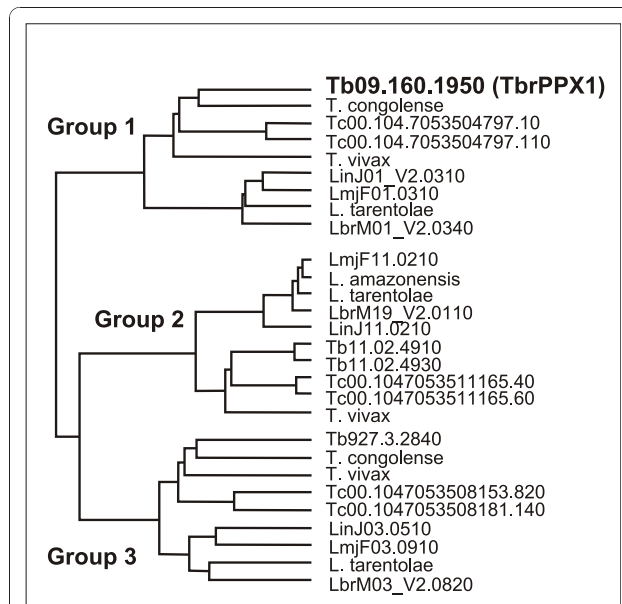 Tb09.160.1950 (TbrPPX1)
T. congolense
Group 1
Tc00.104.7053504797.10
Tc00.104.7053504797.110
T. vivax
LinJ01_V2.0310
LmjF01.0310
L. tarentolae
LbrM01_V2.0340
LmjF11.0210
L. amazonensis
L. tarentolae
Group 2
LbrM19_V2.0110
LinJ11.0210
Tb11.02.4910
Tb11.02.4930
Tc00.1047053511165.40
Tc00.1047053511165.60
T. vivax
Tb927.3.2840
T. congolense
T. vivax
Tc00.1047053508153.820
Tc00.1047053508181.140
LinJ03.0510
LmjF03.0910
Group 3
L. tarentolae
LbrM03_V2.0820